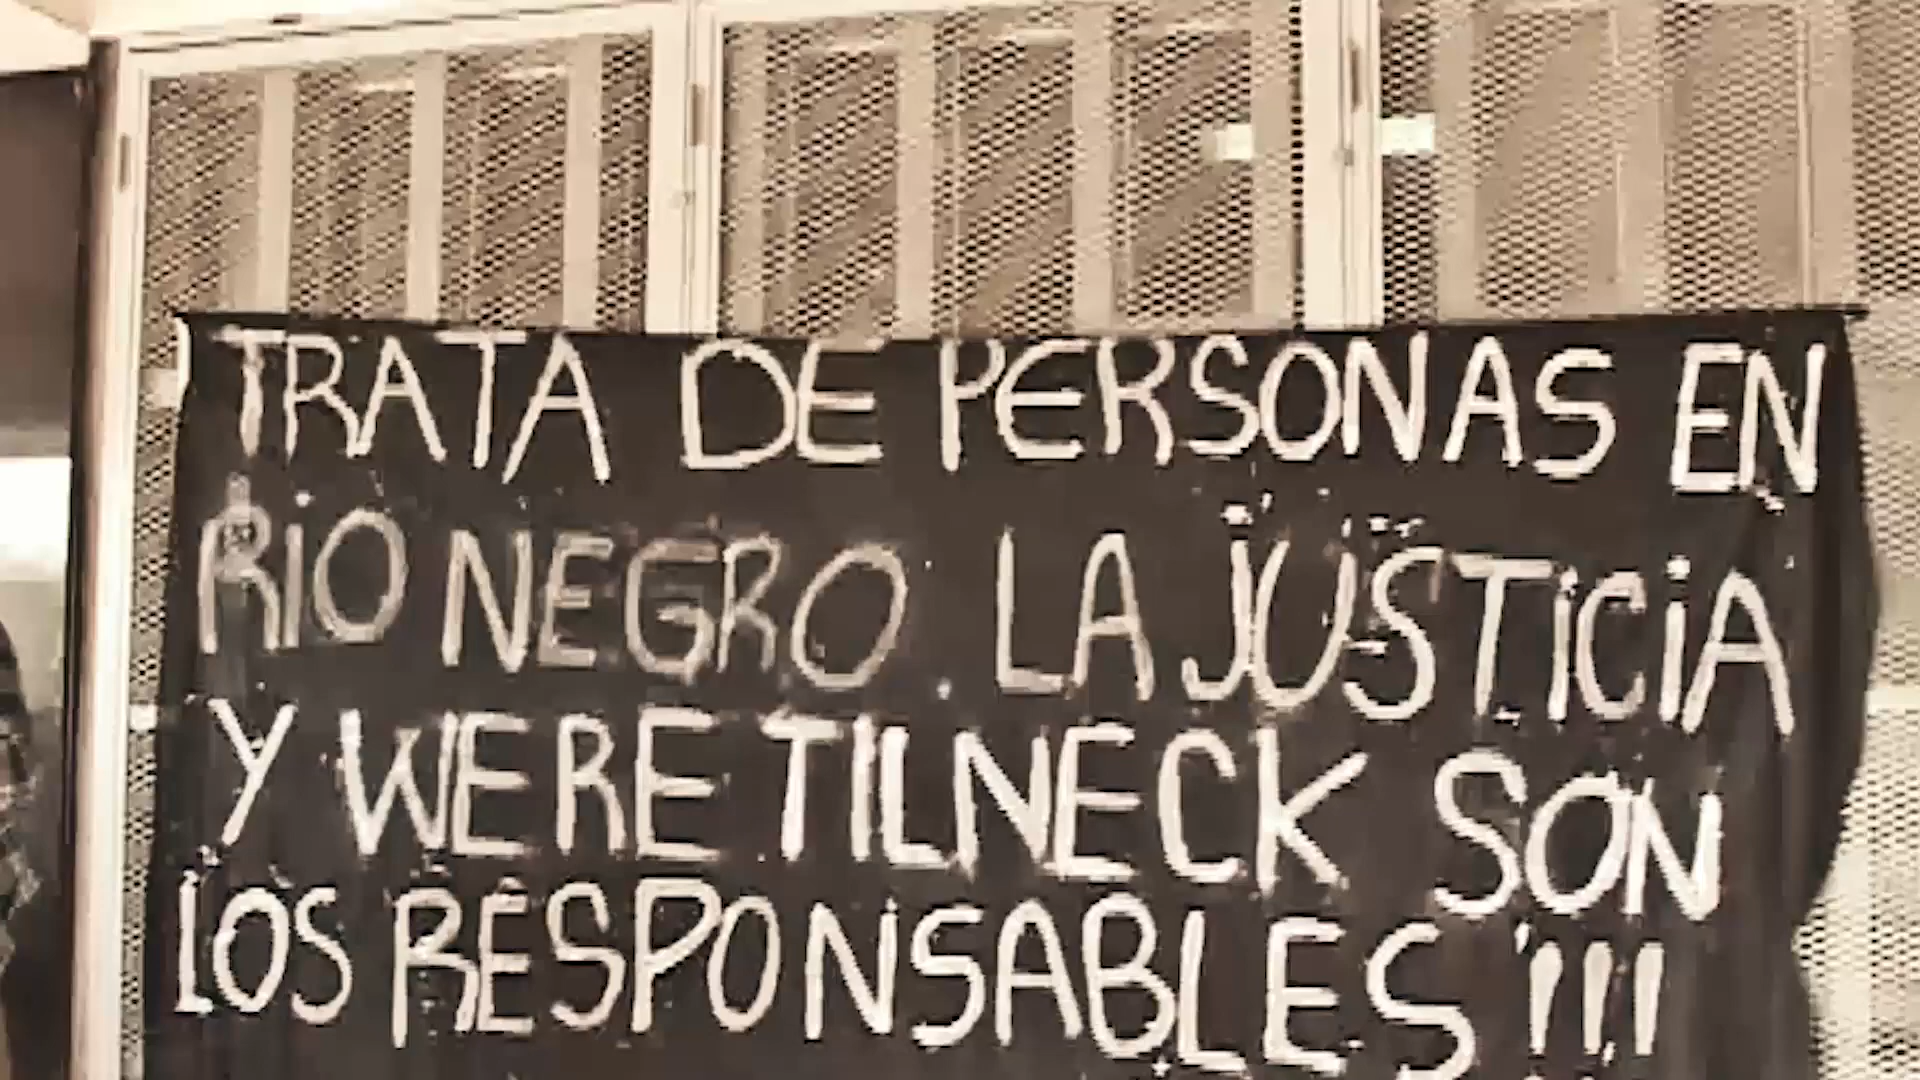 TRATA DE PERSONAS EN
RiO NEGRO. LA JUSTiCiA
Y WERETILNECK SON
LOS RESPONSABLES !!!